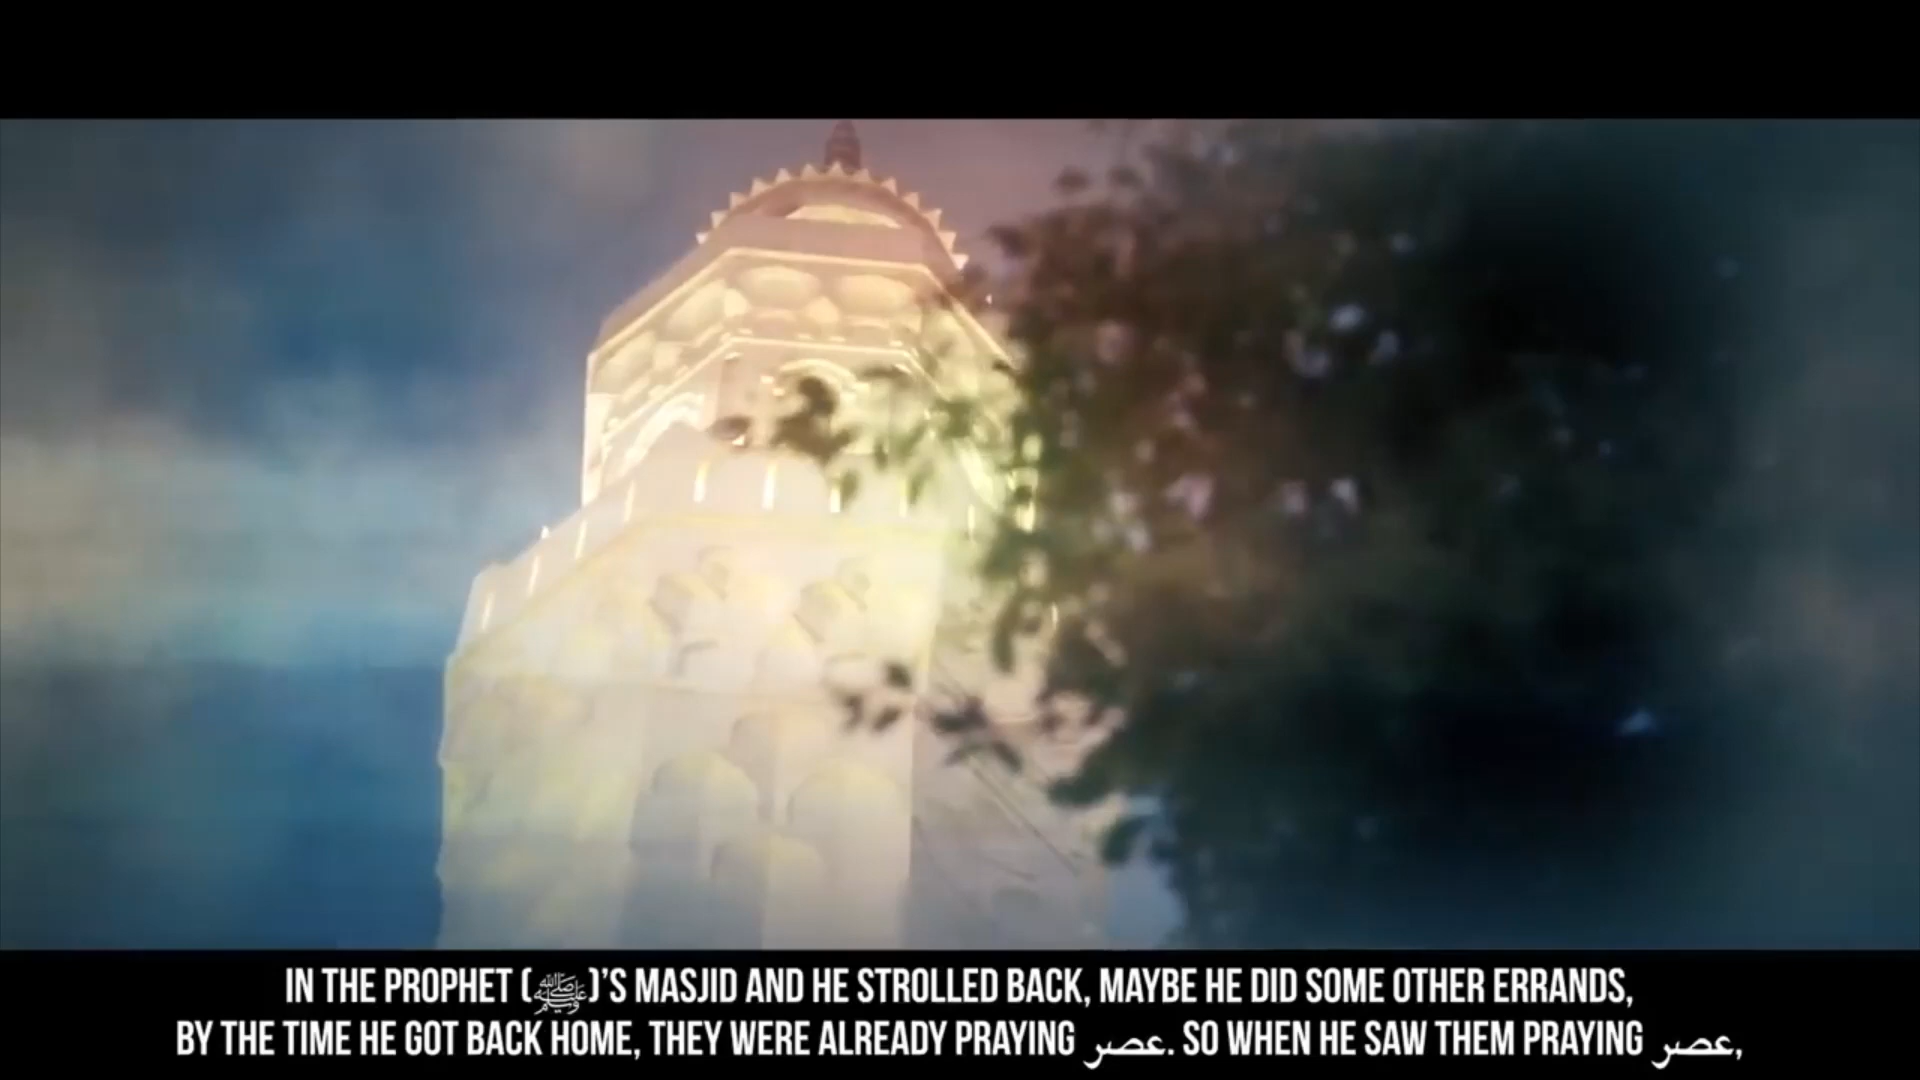 IN THE PROPHET (ﷺ)'S MASJID AND HE STROLLED BACK, MAYBE HE DID SOME OTHER ERRANDS,
BY THE TIME HE GOT BACK HOME, THEY WERE ALREADY PRAYING عصر. SO WHEN HE SAW THEM PRAYING عصر,